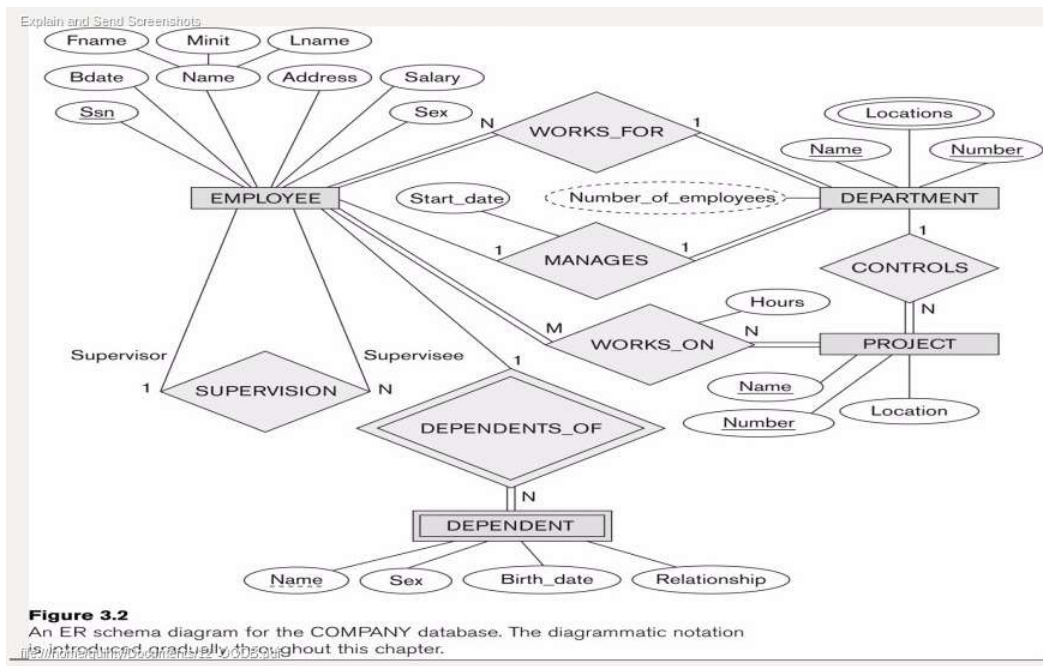 Explain and Send Screenshots
Fname Minit Lname
Bdate Name Address Salary
Ssn Sex
N WORKS_FOR 1
Locations
Name Number
EMPLOYEE
Start_date
Number_of_employees
DEPARTMENT
1 MANAGES 1
1
CONTROLS
N
Hours
M WORKS_ON N
PROJECT
Supervisor Supervisee
1 SUPERVISION N
1
Name
Number
Location
DEPENDENTS_OF
N
DEPENDENT
Name Sex Birth_date Relationship
Figure 3.2
An ER schema diagram for the COMPANY database. The diagrammatic notation
is introduced gradually throughout this chapter.